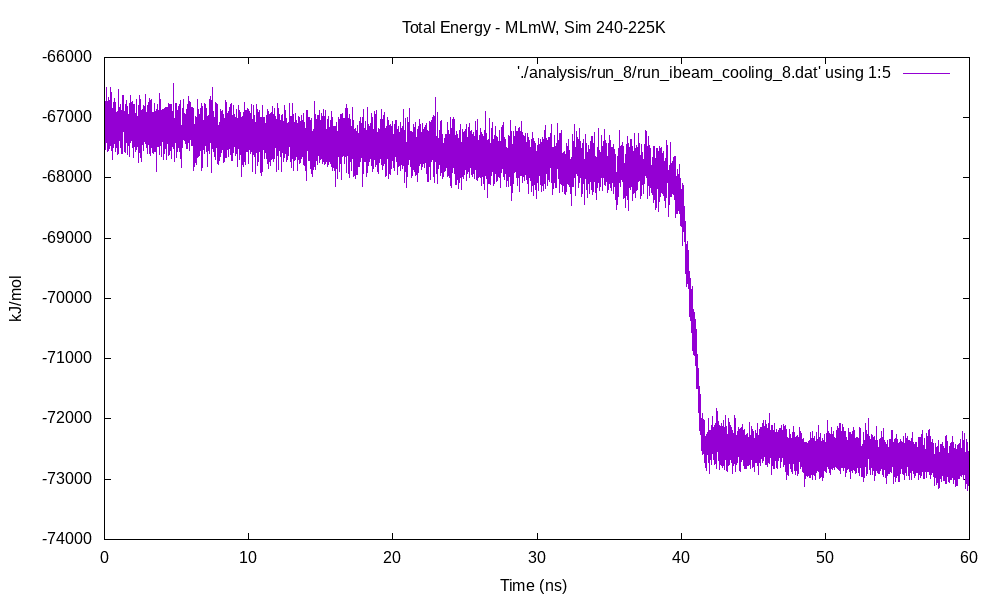 Total Energy - MLmW, Sim 240-225K
'./analysis/run_8/run_ibeam_cooling_8.dat' using 1:5
-66000
-67000
-68000
-69000
-70000
-71000
-72000
-73000
-74000
kJ/mol
0 10 20 30 40 50 60
Time (ns)